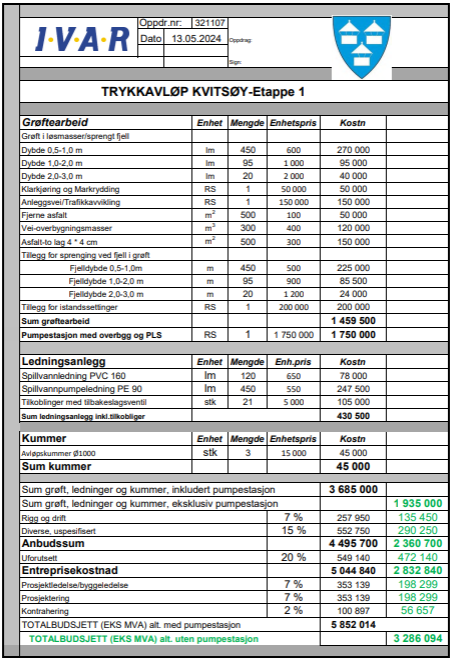 I·V·A·R
Oppdr.nr: 321107
Dato 13.05.2024 Oppdrag:
Sign:
TRYKKAVLØP KVITSØY-Etappe 1
Grøftearbeid Enhet Mengde Enhetspris Kostn
Grøft i løsmasser/sprengt fjell
Dybde 0,5-1,0 m lm 450 600 270 000
Dybde 1,0-2,0 m lm 95 1 000 95 000
Dybde 2,0-3,0 m lm 20 2 000 40 000
Klarkjøring og Markrydding RS 1 50 000 50 000
Anleggsvei/Trafikkavvikling RS 1 150 000 150 000
Fjerne asfalt m² 500 100 50 000
Vei-overbygningmasser m³ 300 400 120 000
Asfalt-to lag 4 * 4 cm m² 500 300 150 000
Tillegg for sprenging ved fjell i grøft
Fjelldybde 0,5-1,0m m 450 500 225 000
Fjelldybde 1,0-2,0 m m 95 900 85 500
Fjelldybde 2,0-3,0 m m 20 1 200 24 000
Tillegg for istandssettinger RS 1 200 000 200 000
Sum grøftearbeid 1 459 500
Pumpestasjon med overbgg og PLS RS 1 1 750 000 1 750 000
Ledningsanlegg Enhet Mengde Enh.pris Kostn
Spillvannledning PVC 160 lm 120 650 78 000
Spillvannpumpeledning PE 90 lm 450 550 247 500
Tilkoblinger med tilbakeslagsventil stk 21 5 000 105 000
Sum ledningsanlegg inkl.tilkobliger 430 500
Kummer Enhet Mengde Enhetspris Kostn
Avløpskummer Ø1000 stk 3 15 000 45 000
Sum kummer 45 000
Sum grøft, ledninger og kummer, inkludert pumpestasjon 3 685 000
Sum grøft, ledninger og kummer, eksklusiv pumpestasjon 1 935 000
Rigg og drift 7 % 257 950 135 450
Diverse, uspesifisert 15 % 552 750 290 250
Anbudssum 4 495 700 2 360 700
Uforutsett 20 % 549 140 472 140
Entreprisekostnad 5 044 840 2 832 840
Prosjektledelse/byggeledelse 7 % 353 139 198 299
Prosjektering 7 % 353 139 198 299
Kontrahering 2 % 100 897 56 657
TOTALBUDSJETT (EKS MVA) alt. med pumpestasjon 5 852 014
TOTALBUDSJETT (EKS MVA) alt. uten pumpestasjon 3 286 094